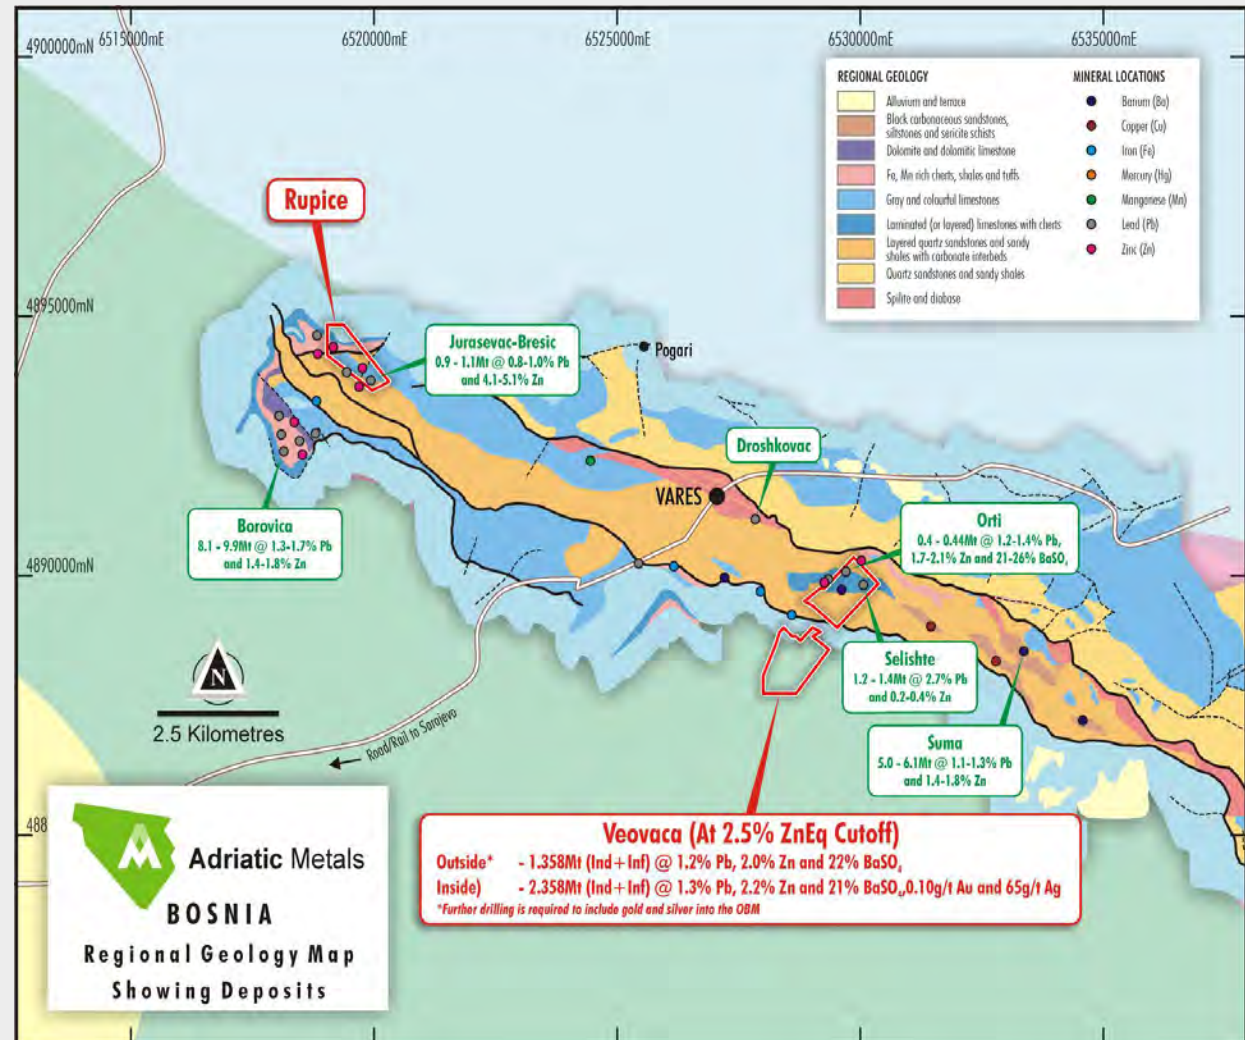 6515000mE
6520000mE
6525000mE
6530000mE
6535000mE
4900000mN
4895000mN
4890000mN
488
REGIONAL GEOLOGY
Alluvium and terrace
Black carbonaceous sandstones,
siltstones and sericite schists
Dolomite and dolomitic limestone
Fe, Mn rich cherts, shales and tuffs
Gray and colourful limestones
Laminated (or layered) limestones with cherts
Layered quartz sandstones and sandy
shales with carbonate interbeds
Quartz sandstones and sandy shales
Spilite and diabase
MINERAL LOCATIONS
Barium (Ba)
Copper (Cu)
Iron (Fe)
Mercury (Hg)
Manganese (Mn)
Lead (Pb)
Zinc (Zn)
Rupice
Jurasevac-Bresic
0.9 - 1.1Mt @ 0.8-1.0% Pb
and 4.1-5.1% Zn
Pogari
Droshkovac
VARES
Borovica
8.1 - 9.9Mt @ 1.3-1.7% Pb
and 1.4-1.8% Zn
Orti
0.4 - 0.44Mt @ 1.2-1.4% Pb,
1.7-2.1% Zn and 21-26% BaSO₄
Selishte
1.2 - 1.4Mt @ 2.7% Pb
and 0.2-0.4% Zn
Suma
5.0 - 6.1Mt @ 1.1-1.3% Pb
and 1.4-1.8% Zn
N
2.5 Kilometres
Road/Rail to Sarajevo
Veovaca (At 2.5% ZnEq Cutoff)
Outside* - 1.358Mt (Ind+Inf) @ 1.2% Pb, 2.0% Zn and 22% BaSO₄
Inside) - 2.358Mt (Ind+Inf) @ 1.3% Pb, 2.2% Zn and 21% BaSO₄,0.10g/t Au and 65g/t Ag
*Further drilling is required to include gold and silver into the OBM
Adriatic Metals
BOSNIA
Regional Geology Map
Showing Deposits